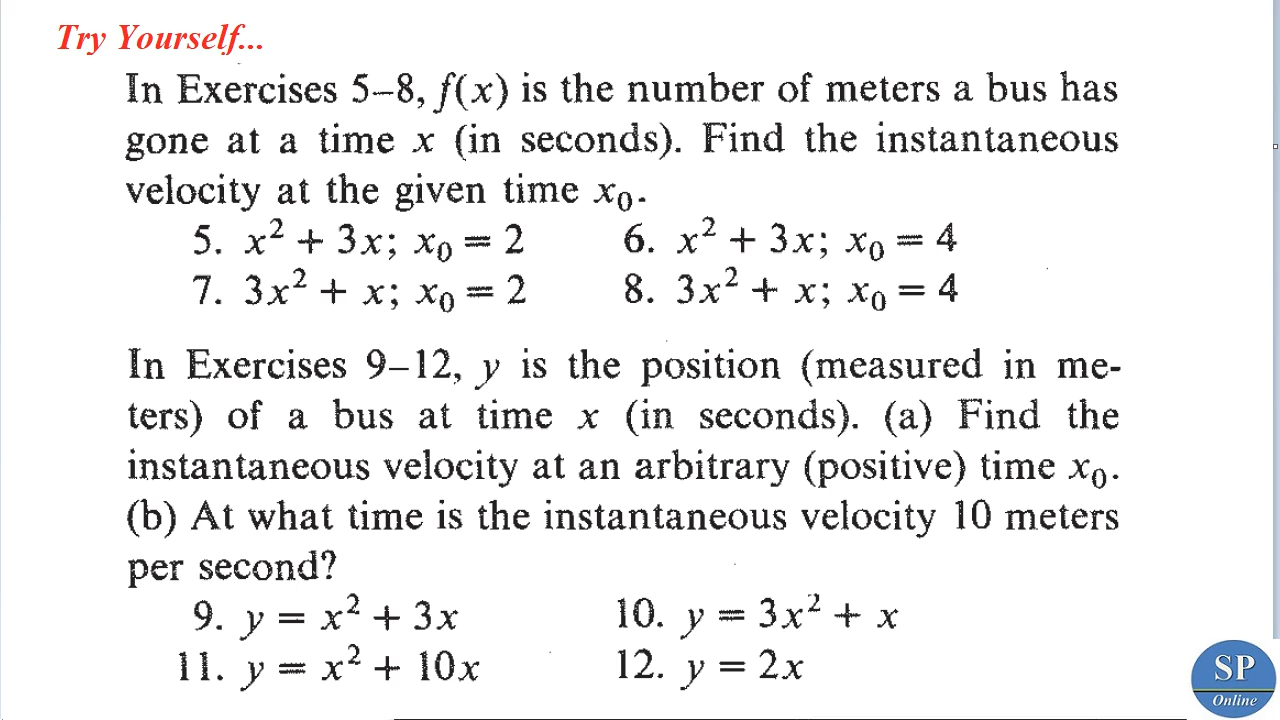 Try Yourself...
In Exercises 5–8, f(x) is the number of meters a bus has
gone at a time x (in seconds). Find the instantaneous
velocity at the given time x₀.
5. x² + 3x; x₀ = 2 6. x² + 3x; x₀ = 4
7. 3x² + x; x₀ = 2 8. 3x² + x; x₀ = 4
In Exercises 9–12, y is the position (measured in me-
ters) of a bus at time x (in seconds). (a) Find the
instantaneous velocity at an arbitrary (positive) time x₀.
(b) At what time is the instantaneous velocity 10 meters
per second?
9. y = x² + 3x 10. y = 3x² + x
11. y = x² + 10x 12. y = 2x
SP
Online